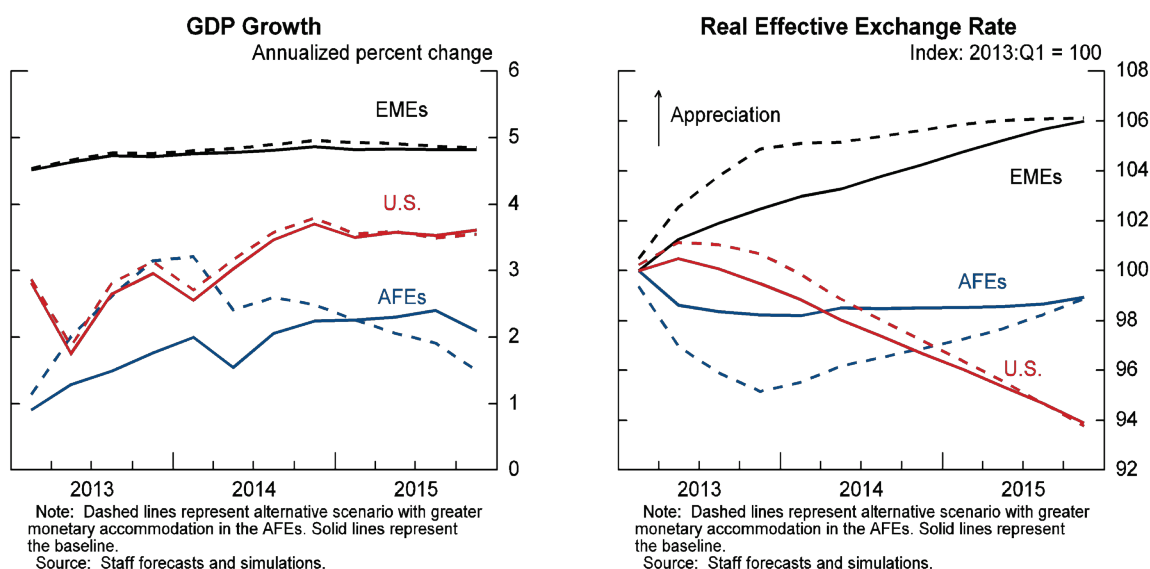 GDP Growth
Annualized percent change
6
5
4
3
2
1
0
EMEs
U.S.
AFEs
2013
2014
2015
Note: Dashed lines represent alternative scenario with greater
monetary accommodation in the AFEs. Solid lines represent
the baseline.
Source: Staff forecasts and simulations.
Real Effective Exchange Rate
Index: 2013:Q1 = 100
108
106
104
102
100
98
96
94
92
Appreciation
EMEs
AFEs
U.S.
2013
2014
2015
Note: Dashed lines represent alternative scenario with greater
monetary accommodation in the AFEs. Solid lines represent
the baseline.
Source: Staff forecasts and simulations.